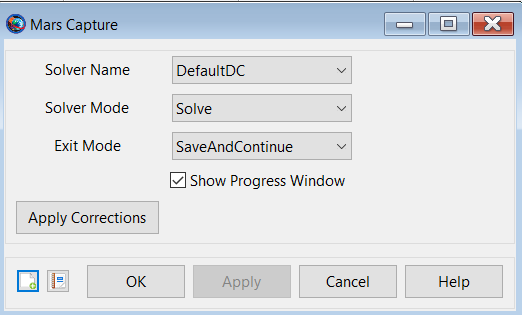 Mars Capture
Solver Name DefaultDC
Solver Mode Solve
Exit Mode SaveAndContinue
Show Progress Window
Apply Corrections
OK Apply Cancel Help